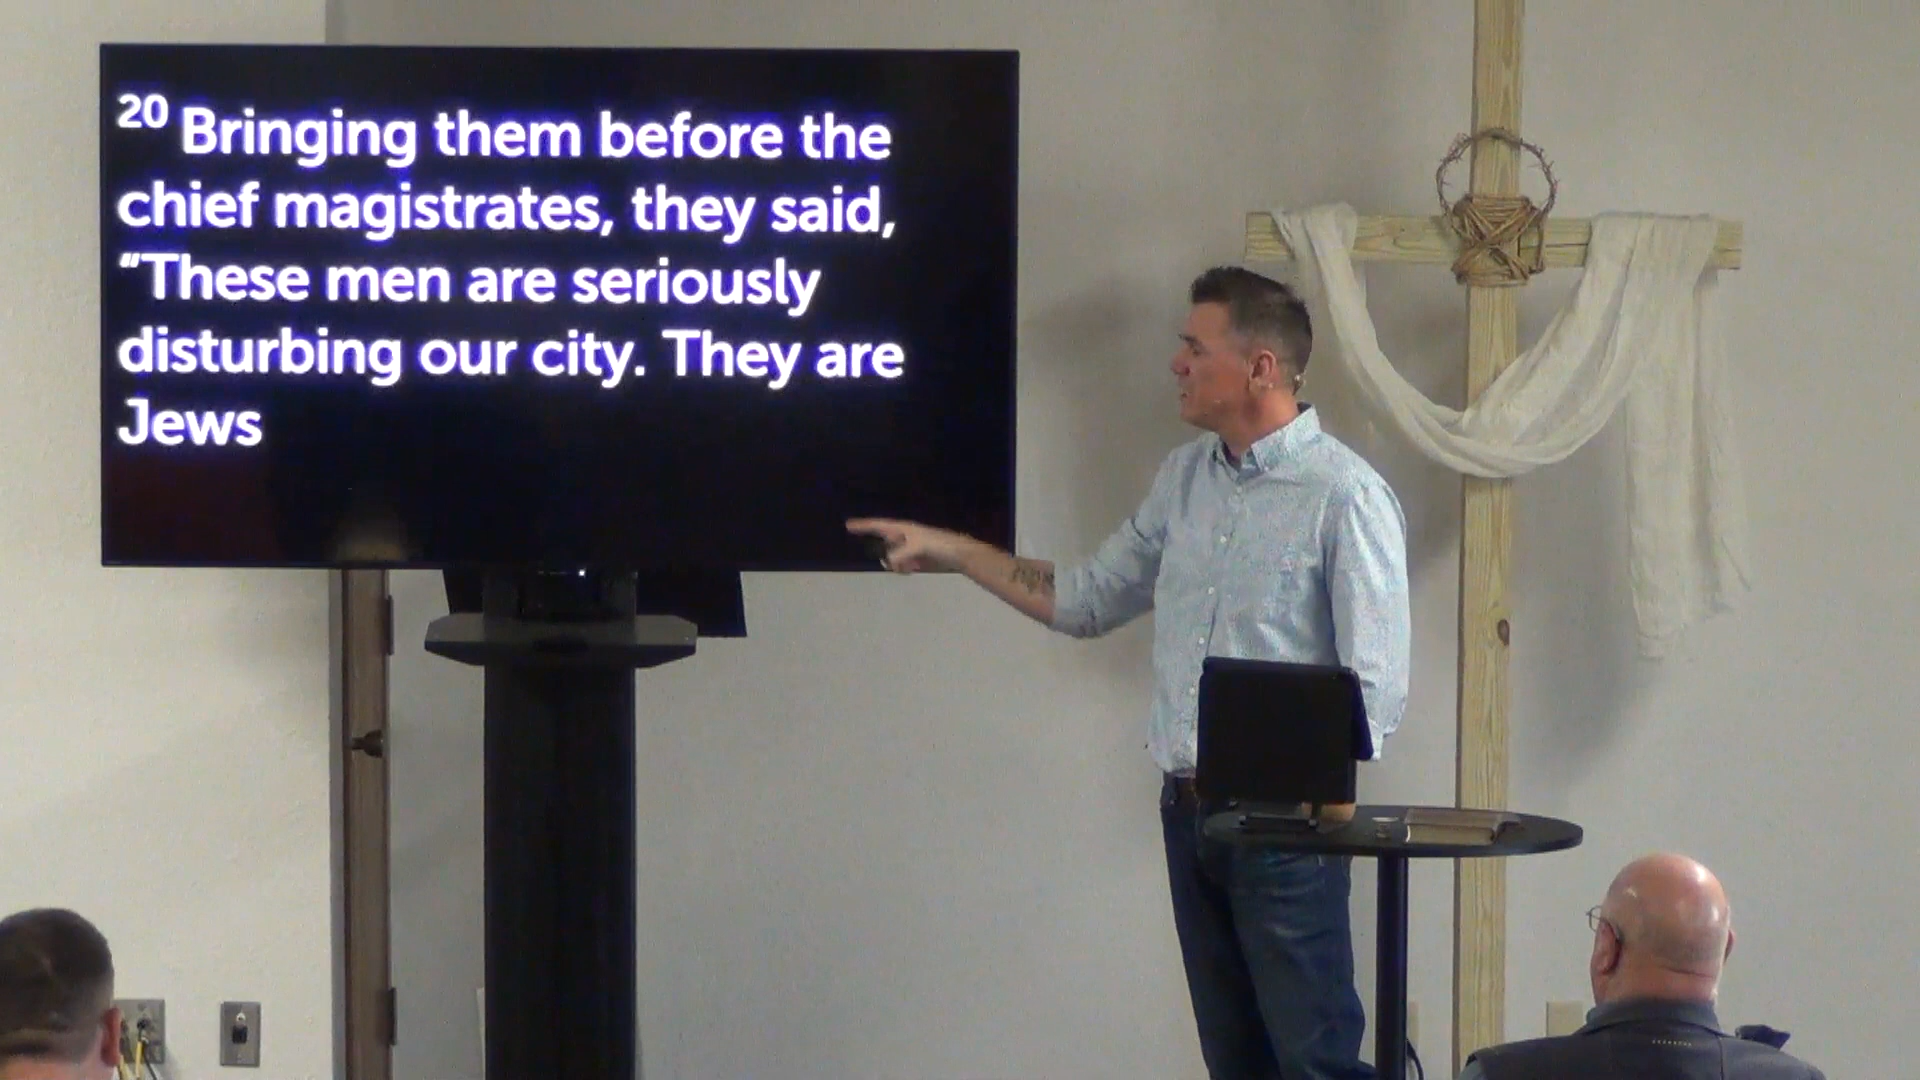 20 Bringing them before the
chief magistrates, they said,
“These men are seriously
disturbing our city. They are
Jews